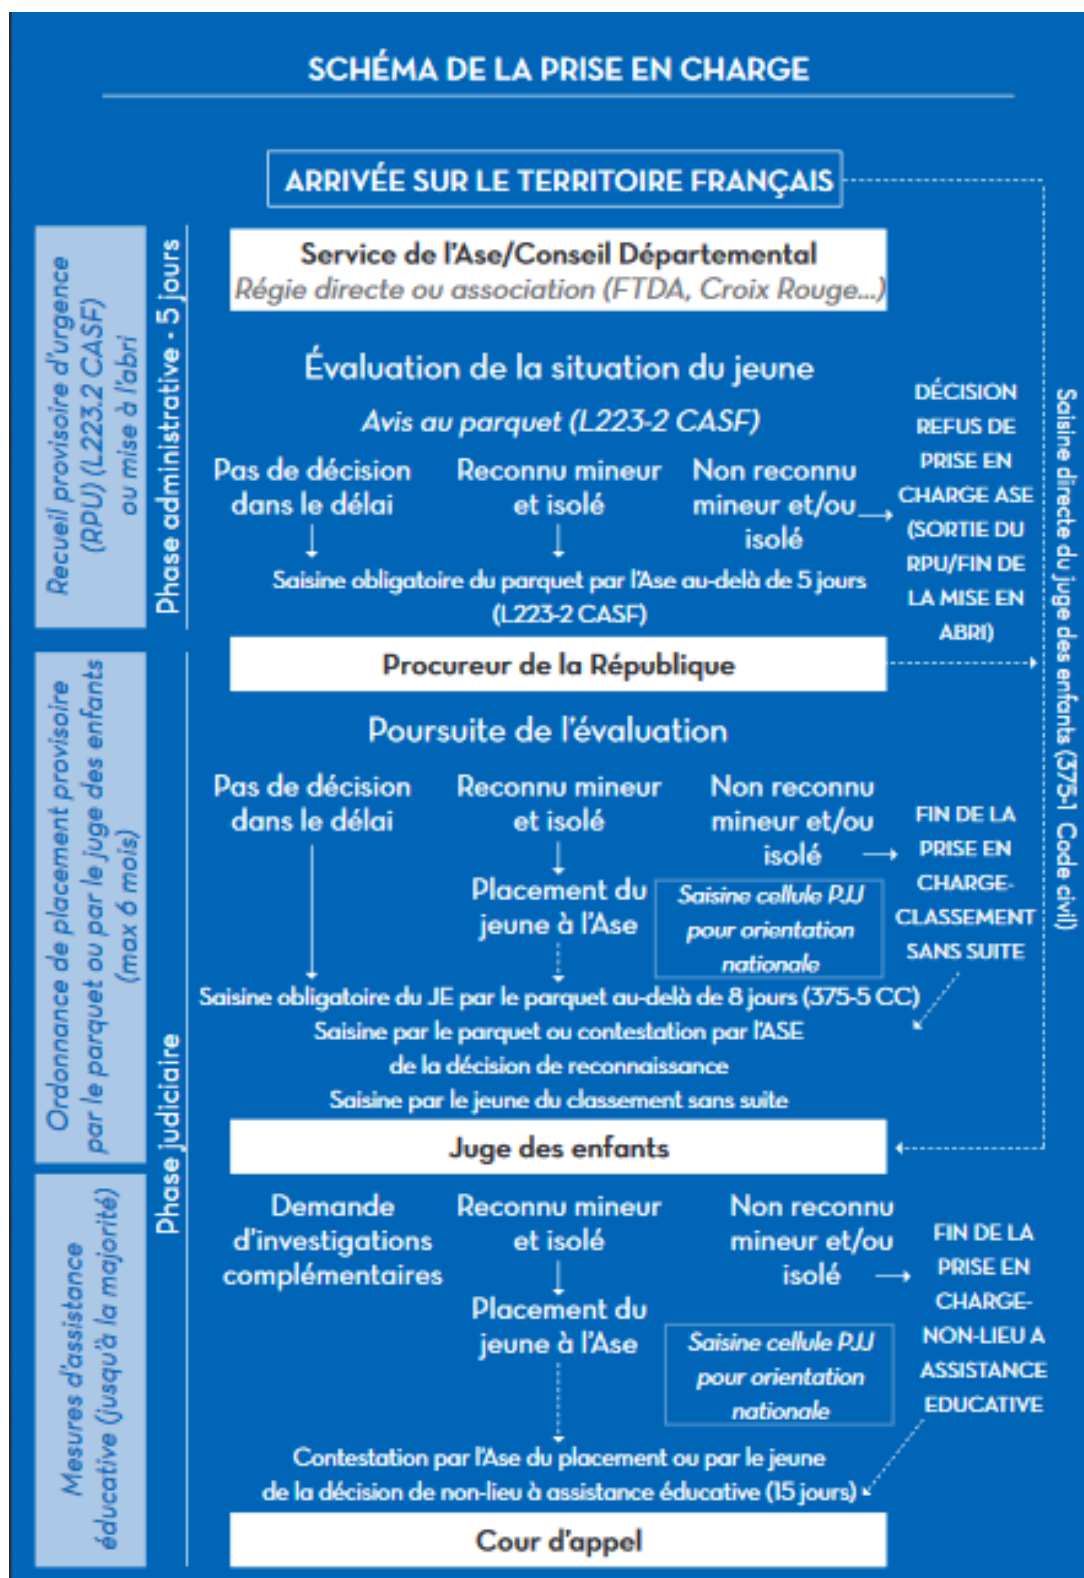 SCHÉMA DE LA PRISE EN CHARGE
ARRIVÉE SUR LE TERRITOIRE FRANÇAIS
Recueil provisoire d'urgence
(RPU) (L223.2 CASF)
ou mise à l'abri
Phase administrative - 5 jours
Service de l'Ase/Conseil Départemental
Régie directe ou association (FTDA, Croix Rouge...)
Évaluation de la situation du jeune
Avis au parquet (L223-2 CASF)
Pas de décision
dans le délai
Reconnu mineur
et isolé
Non reconnu
mineur et/ou
isolé
DÉCISION
REFUS DE
PRISE EN
CHARGE ASE
(SORTIE DU
RPU/FIN DE
LA MISE EN
ABRI)
Saisine directe du juge des enfants (375-1 Code civil)
Saisine obligatoire du parquet par l'Ase au-delà de 5 jours
(L223-2 CASF)
Procureur de la République
Ordonnance de placement provisoire
par le parquet ou par le juge des enfants
(max 6 mois)
Phase judiciaire
Poursuite de l'évaluation
Pas de décision
dans le délai
Reconnu mineur
et isolé
Non reconnu
mineur et/ou
isolé
FIN DE LA
PRISE EN
CHARGE-
CLASSEMENT
SANS SUITE
Placement du
jeune à l'Ase
Saisine cellule PJJ
pour orientation
nationale
Saisine obligatoire du JE par le parquet au-delà de 8 jours (375-5 CC)
Saisine par le parquet ou contestation par l'ASE
de la décision de reconnaissance
Saisine par le jeune du classement sans suite
Juge des enfants
Mesures d'assistance
éducative (jusqu'à la majorité)
Demande
d'investigations
complémentaires
Reconnu mineur
et isolé
Non reconnu
mineur et/ou
isolé
FIN DE LA
PRISE EN
CHARGE-
NON-LIEU A
ASSISTANCE
EDUCATIVE
Placement du
jeune à l'Ase
Saisine cellule PJJ
pour orientation
nationale
Contestation par l'Ase du placement ou par le jeune
de la décision de non-lieu à assistance éducative (15 jours)
Cour d'appel